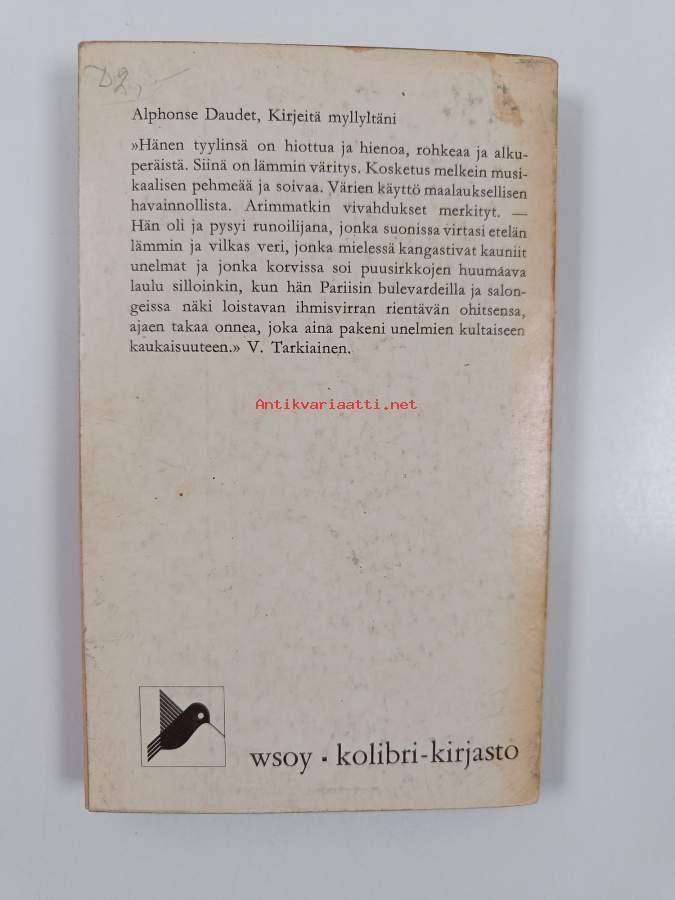 D2,-
Alphonse Daudet, Kirjeitä myllyltäni
»Hänen tyylinsä on hiottua ja hienoa, rohkeaa ja alku-
peräistä. Siinä on lämmin väritys. Kosketus melkein musi-
kaalisen pehmeää ja soivaa. Värien käyttö maalauksellisen
havainnollista. Arimmatkin vivahdukset merkityt. —
Hän oli ja pysyi runoilijana, jonka suonissa virtasi etelän
lämmin ja vilkas veri, jonka mielessä kangastivat kauniit
unelmat ja jonka korvissa soi puusirkkojen huumaava
laulu silloinkin, kun hän Pariisin bulevardeilla ja salon-
geissa näki loistavan ihmisvirran rientävän ohitsensa,
ajaen takaa onnea, joka aina pakeni unelmien kultaiseen
kaukaisuuteen.» V. Tarkiainen.
Antikvariaatti.net
wsoy ▪ kolibri-kirjasto